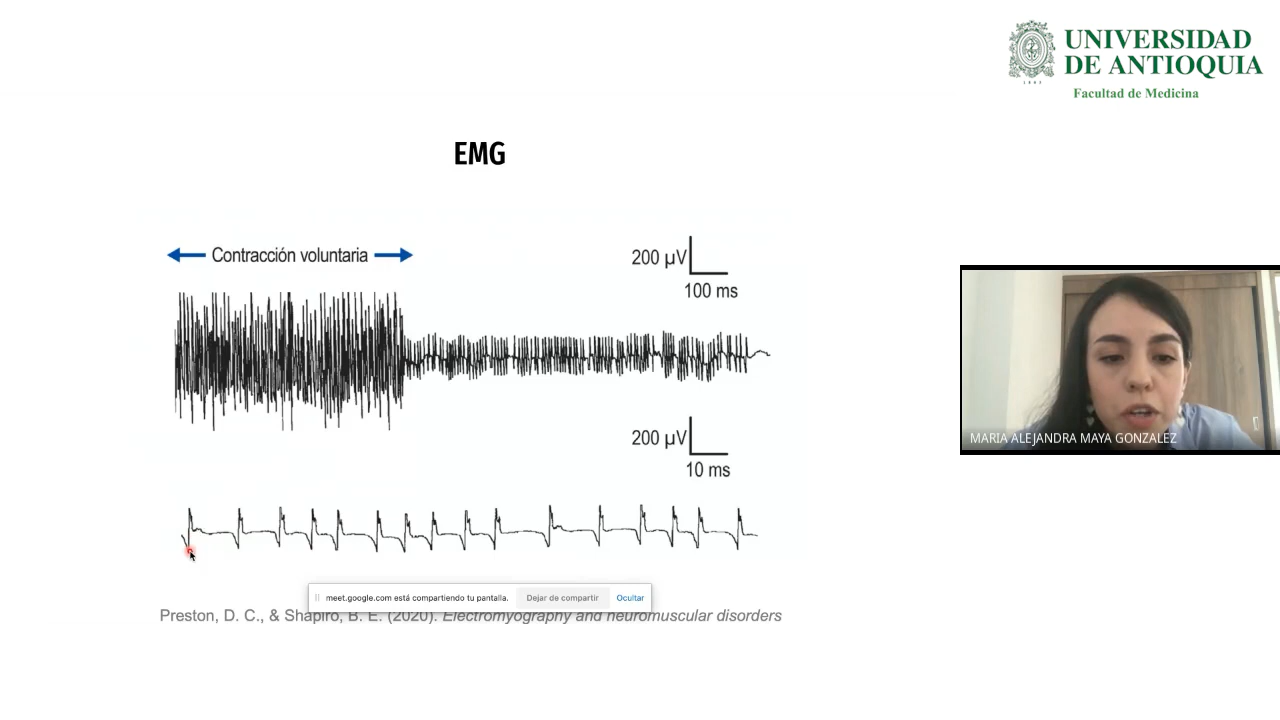 UNIVERSIDAD
DE ANTIOQUIA
1803
Facultad de Medicina
EMG
Contracción voluntaria
200 µV
100 ms
200 µV
10 ms
MARIA ALEJANDRA MAYA GONZALEZ
meet.google.com está compartiendo tu pantalla.
Dejar de compartir
Ocultar
Preston, D. C., & Shapiro, B. E. (2020). Electromyography and neuromuscular disorders